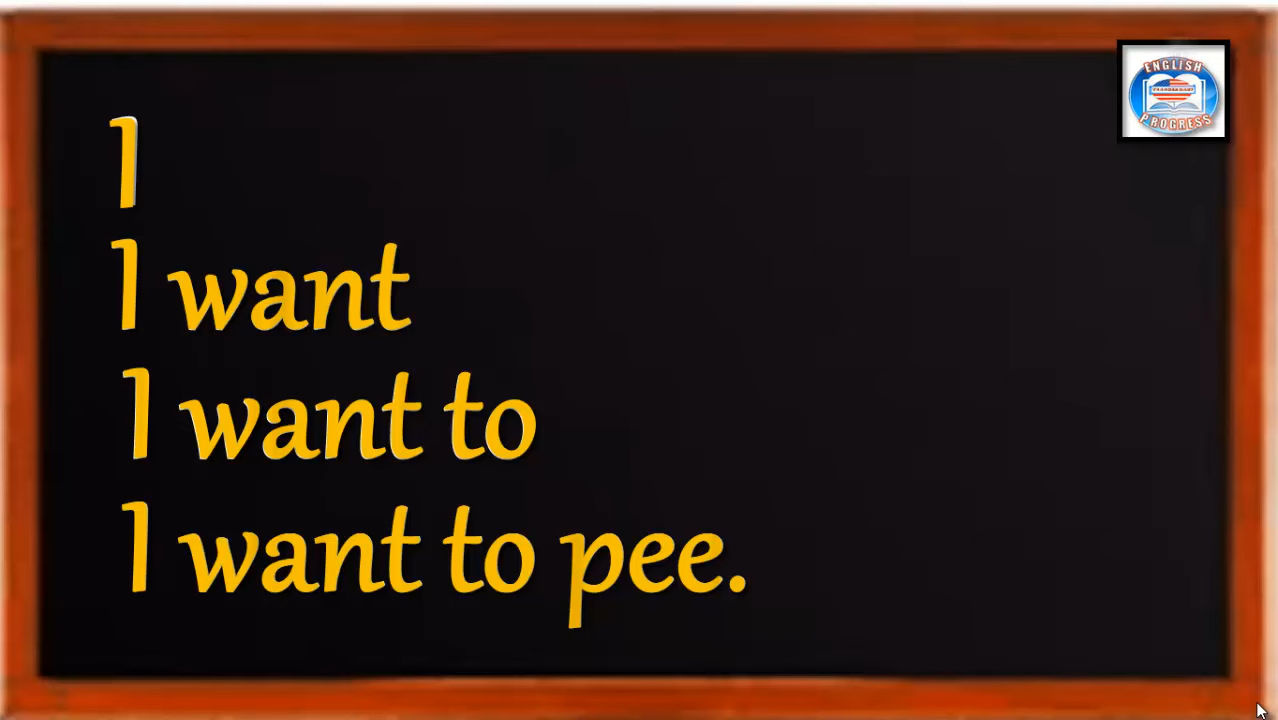 ENGLISH
PROGRESS
I
I want
I want to
I want to pee.